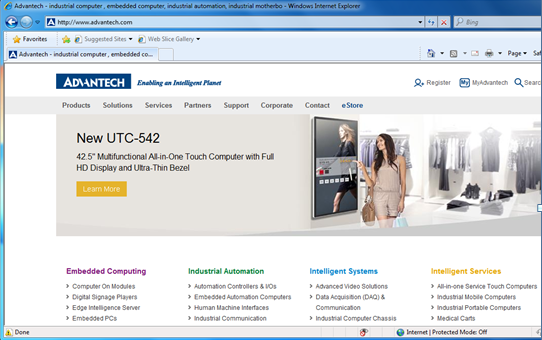 Advantech - industrial computer , embedded computer, industrial automation, industrial motherbo - Windows Internet Explorer
http://www.advantech.com
Bing
Favorites Suggested Sites Web Slice Gallery
Advantech - industrial computer , embedded co...
Page Saf
ADVANTECH Enabling an Intelligent Planet
Register MyAdvantech Searc
Products Solutions Services Partners Support Corporate Contact eStore
New UTC-542
42.5" Multifunctional All-in-One Touch Computer with Full
HD Display and Ultra-Thin Bezel
Learn More
Embedded Computing Industrial Automation Intelligent Systems Intelligent Services
Computer On Modules Automation Controllers & I/Os Advanced Video Solutions All-in-one Service Touch Computers
Digital Signage Players Embedded Automation Computers Data Acquisition (DAQ) & Industrial Mobile Computers
Edge Intelligence Server Human Machine Interfaces Communication Industrial Portable Computers
Embedded PCs Industrial Communication Industrial Computer Chassis Medical Carts
Done Internet | Protected Mode: Off